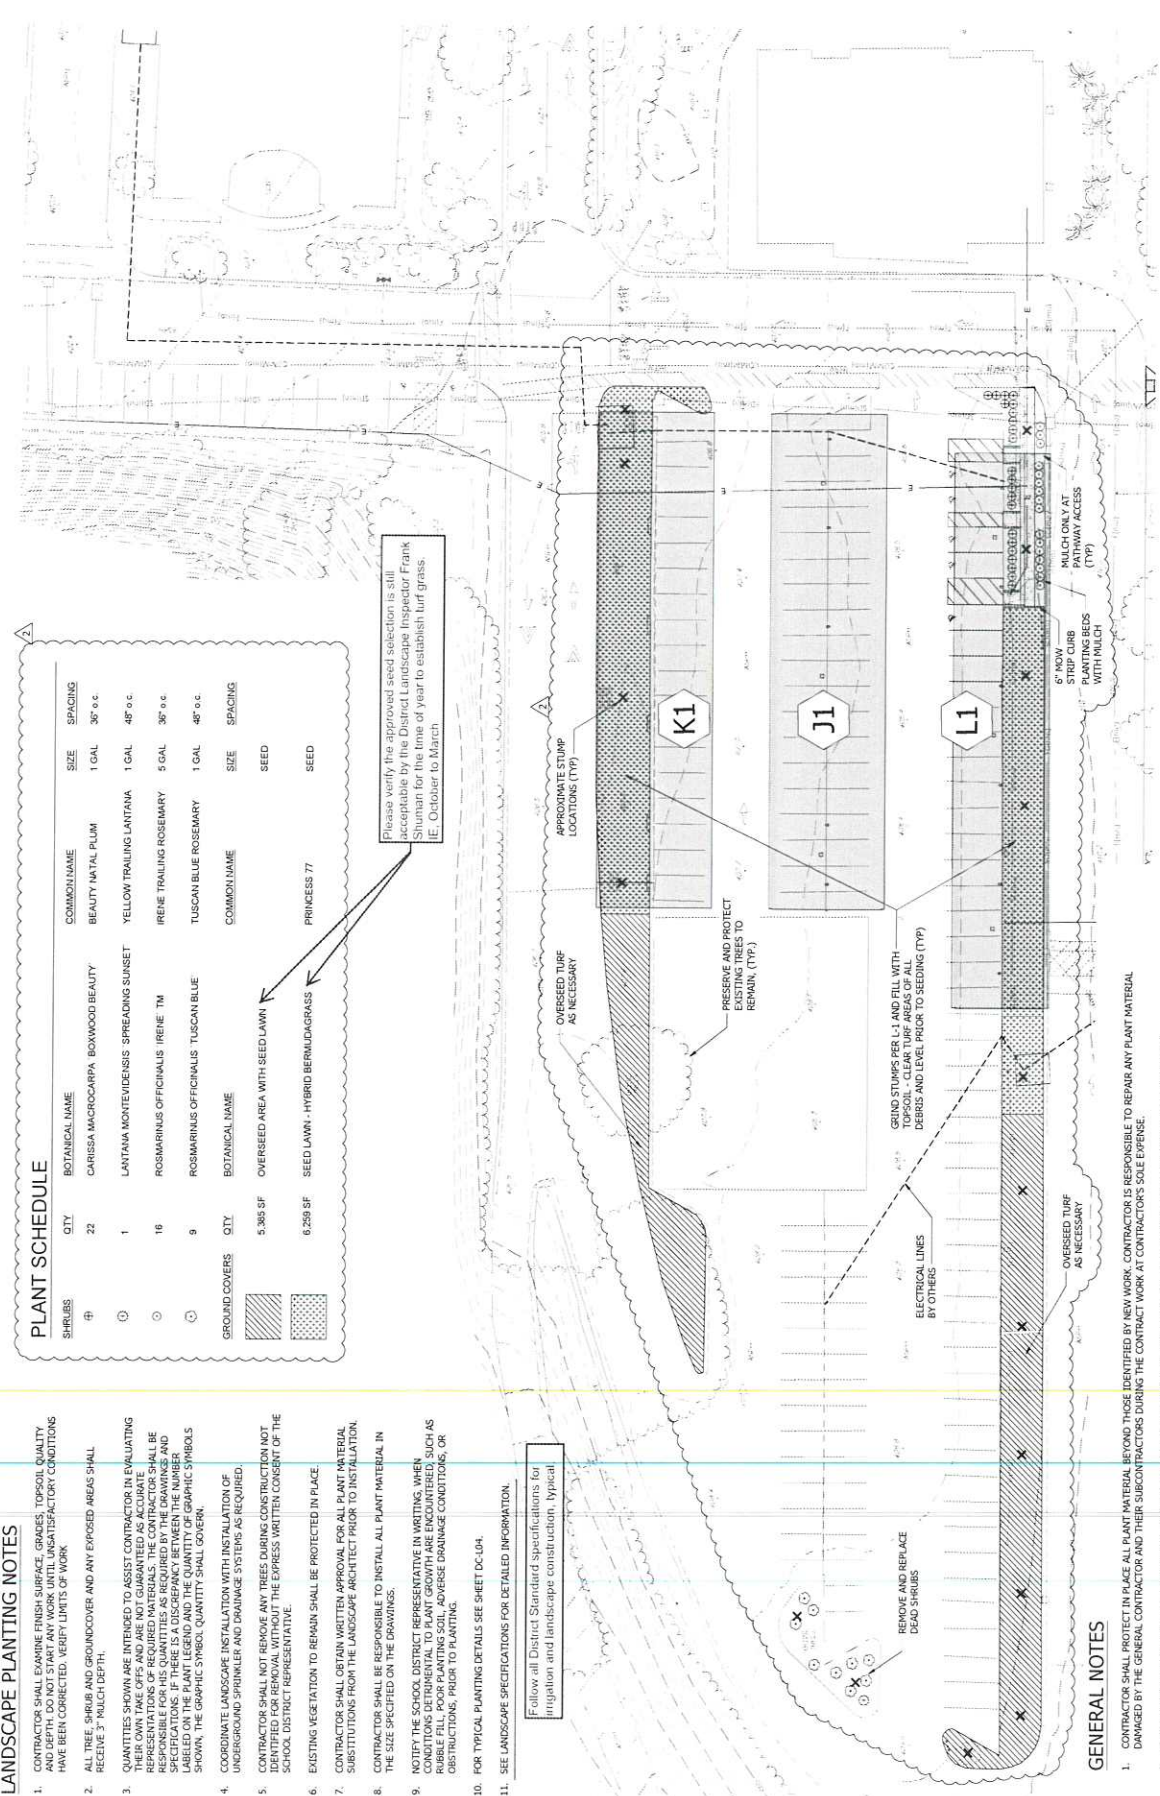 LANDSCAPE PLANTING NOTES
1. CONTRACTOR SHALL EXAMINE FINISH SURFACE, GRADES, TOPSOIL QUALITY
AND DEPTH. DO NOT START ANY WORK UNTIL UNSATISFACTORY CONDITIONS
HAVE BEEN CORRECTED. VERIFY LIMITS OF WORK
2. ALL TREE, SHRUB AND GROUNDCOVER AND ANY EXPOSED AREAS SHALL
RECEIVE 3" MULCH DEPTH.
3. QUANTITIES SHOWN ARE INTENDED TO ASSIST CONTRACTOR IN EVALUATING
THEIR OWN TAKE OFFS AND ARE NOT GUARANTEED AS ACCURATE
REPRESENTATIONS OF REQUIRED MATERIALS. THE CONTRACTOR SHALL BE
RESPONSIBLE FOR HIS QUANTITIES AS REQUIRED BY THE DRAWINGS AND
SPECIFICATIONS. IF THERE IS A DISCREPANCY BETWEEN THE NUMBER
LABELED ON THE PLANT LEGEND AND THE QUANTITY OF GRAPHIC SYMBOLS
SHOWN, THE GRAPHIC SYMBOL QUANTITY SHALL GOVERN.
4. COORDINATE LANDSCAPE INSTALLATION WITH INSTALLATION OF
UNDERGROUND SPRINKLER AND DRAINAGE SYSTEMS AS REQUIRED.
5. CONTRACTOR SHALL NOT REMOVE ANY TREES DURING CONSTRUCTION NOT
IDENTIFIED FOR REMOVAL WITHOUT THE EXPRESS WRITTEN CONSENT OF THE
SCHOOL DISTRICT REPRESENTATIVE.
6. EXISTING VEGETATION TO REMAIN SHALL BE PROTECTED IN PLACE.
7. CONTRACTOR SHALL OBTAIN WRITTEN APPROVAL FOR ALL PLANT MATERIAL
SUBSTITUTIONS FROM THE LANDSCAPE ARCHITECT PRIOR TO INSTALLATION.
8. CONTRACTOR SHALL BE RESPONSIBLE TO INSTALL ALL PLANT MATERIAL IN
THE SIZE SPECIFIED ON THE DRAWINGS.
9. NOTIFY THE SCHOOL DISTRICT REPRESENTATIVE IN WRITING, WHEN
CONDITIONS DETRIMENTAL TO PLANT GROWTH ARE ENCOUNTERED, SUCH AS
RUBBLE FILL, POOR PLANTING SOIL, ADVERSE DRAINAGE CONDITIONS, OR
OBSTRUCTIONS, PRIOR TO PLANTING.
10. FOR TYPICAL PLANTING DETAILS SEE SHEET DC-L04.
11. SEE LANDSCAPE SPECIFICATIONS FOR DETAILED INFORMATION.
Follow all District Standard specifications for
irrigation and landscape construction, typical.
PLANT SCHEDULE
2
SHRUBS QTY BOTANICAL NAME COMMON NAME SIZE SPACING
22 CARISSA MACROCARPA `BOXWOOD BEAUTY` BEAUTY NATAL PLUM 1 GAL 36" o.c.
1 LANTANA MONTEVIDENSIS `SPREADING SUNSET` YELLOW TRAILING LANTANA 1 GAL 48" o.c.
16 ROSMARINUS OFFICINALIS `IRENE` TM IRENE TRAILING ROSEMARY 5 GAL 36" o.c.
9 ROSMARINUS OFFICINALIS `TUSCAN BLUE` TUSCAN BLUE ROSEMARY 1 GAL 48" o.c.
GROUND COVERS QTY BOTANICAL NAME COMMON NAME SIZE SPACING
5,385 SF OVERSEED AREA WITH SEED LAWN SEED
6,259 SF SEED LAWN - HYBRID BERMUDAGRASS PRINCESS 77 SEED
Please verify the approved seed selection is still
acceptable by the District Landscape Inspector Frank
Shuman for the time of year to establish turf grass.
IE, October to March
2
APPROXIMATE STUMP
LOCATIONS (TYP)
K1
J1
L1
OVERSEED TURF
AS NECESSARY
PRESERVE AND PROTECT
EXISTING TREES TO
REMAIN, (TYP.)
GRIND STUMPS PER L-1 AND FILL WITH
TOPSOIL - CLEAR TURF AREAS OF ALL
DEBRIS AND LEVEL PRIOR TO SEEDING (TYP)
ELECTRICAL LINES
BY OTHERS
6" MOW
STRIP CURB
PLANTING BEDS
WITH MULCH
MULCH ONLY AT
PATHWAY ACCESS
(TYP)
OVERSEED TURF
AS NECESSARY
REMOVE AND REPLACE
DEAD SHRUBS
E
E
E
E
E
GENERAL NOTES
1. CONTRACTOR SHALL PROTECT IN PLACE ALL PLANT MATERIAL BEYOND THOSE IDENTIFIED BY NEW WORK. CONTRACTOR IS RESPONSIBLE TO REPAIR ANY PLANT MATERIAL
DAMAGED BY THE GENERAL CONTRACTOR AND THEIR SUBCONTRACTORS DURING THE CONTRACT WORK AT CONTRACTOR'S SOLE EXPENSE.